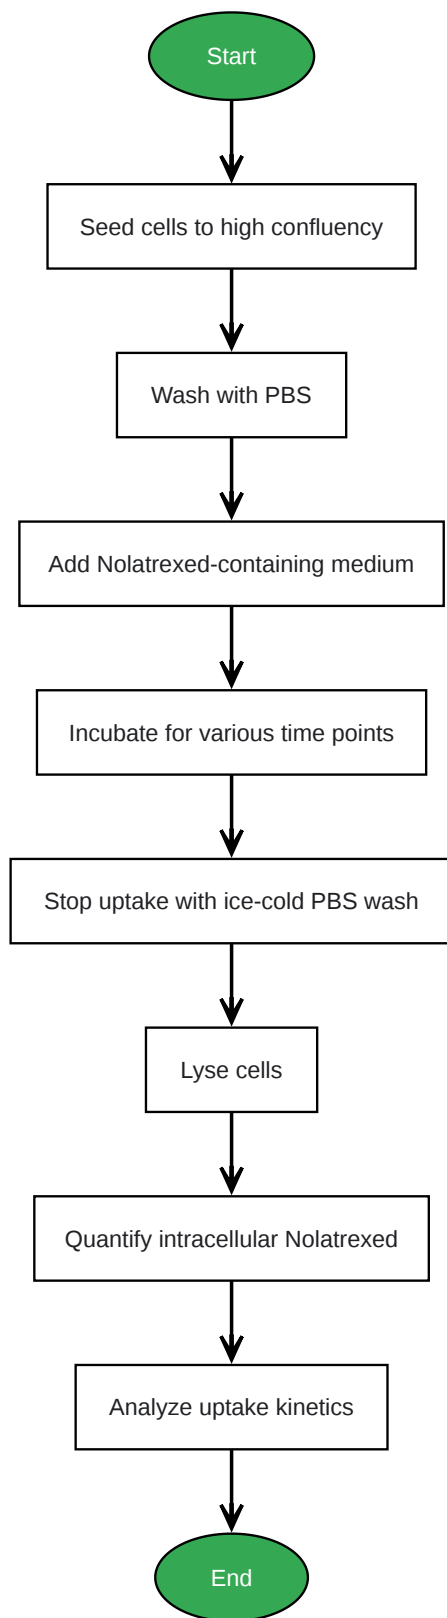 Start
Seed cells to high confluency
Wash with PBS
Add Nolatrexed-containing medium
Incubate for various time points
Stop uptake with ice-cold PBS wash
Lyse cells
Quantify intracellular Nolatrexed
Analyze uptake kinetics
End